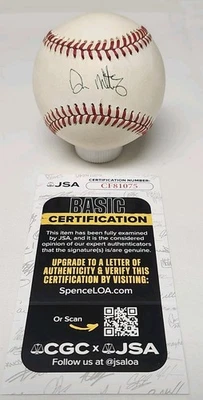 JSA
CERTIFICATION NUMBER:
CF81075
BASIC
CERTIFICATION
This item has been fully examined
by JSA, and it is the considered
opinion of our expert authenticators
that the signature(s) is/are genuine.
UPGRADE TO A LETTER OF
AUTHENTICITY & VERIFY THIS
CERTIFICATION BY VISITING:
SpenceLOA.com
Or Scan
CGC x JSA
Follow us at @jsaloa